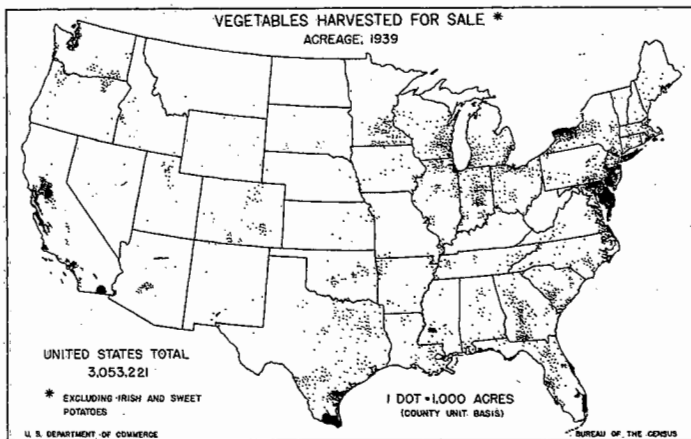 VEGETABLES HARVESTED FOR SALE *
ACREAGE, 1939
UNITED STATES TOTAL
3,053,221
* EXCLUDING IRISH AND SWEET
POTATOES
1 DOT = 1,000 ACRES
(COUNTY UNIT BASIS)
U. S. DEPARTMENT OF COMMERCE
BUREAU OF THE CENSUS